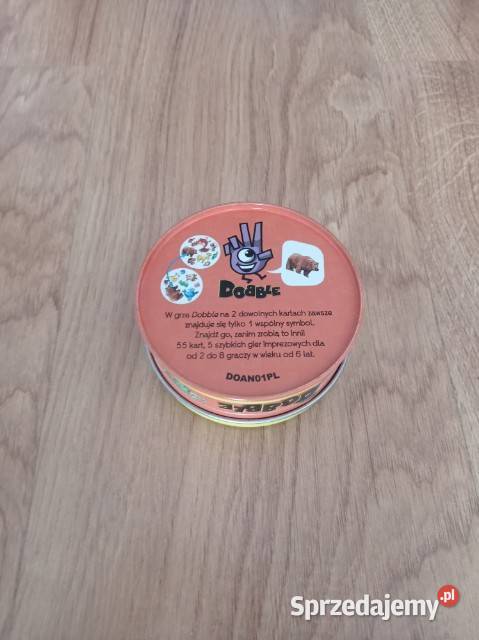 DOBBLE
W grze Dobble na 2 dowolnych kartach zawsze
znajduje się tylko 1 wspólny symbol.
Znajdź go, zanim zrobią to inni!
55 kart, 5 szybkich gier imprezowych dla
od 2 do 8 graczy w wieku od 6 lat.
DOAN01PL
DOBBLE
Sprzedajemy.pl